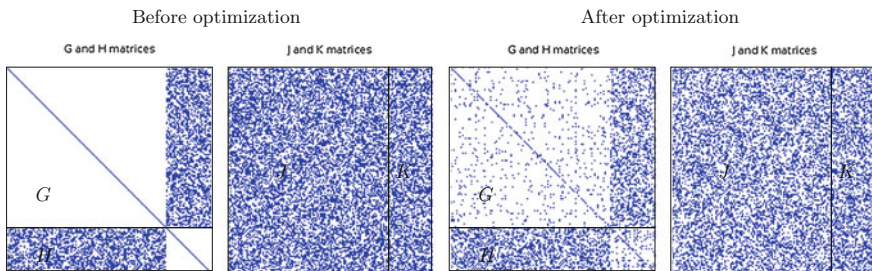 Before optimization
After optimization
G and H matrices
J and K matrices
G and H matrices
J and K matrices
G
H
J
K
G
H
J
K